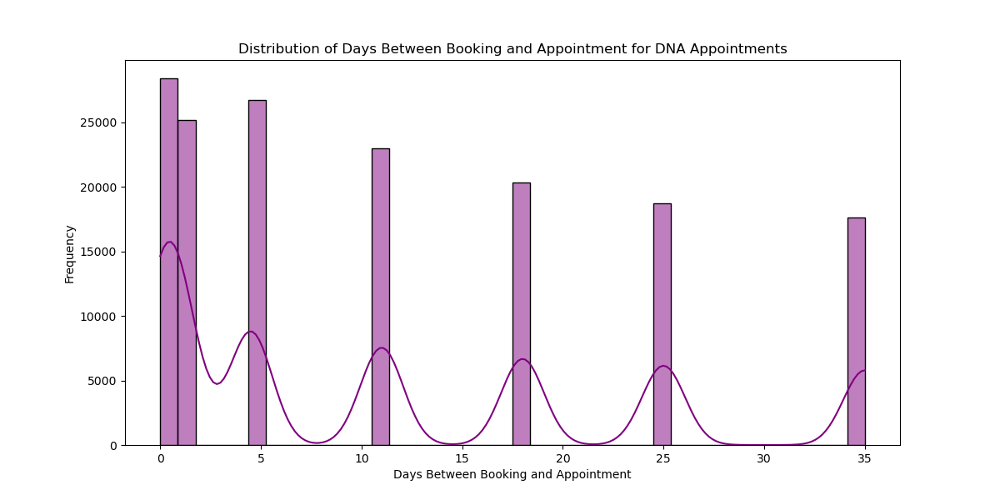 Distribution of Days Between Booking and Appointment for DNA Appointments
Frequency
25000
20000
15000
10000
5000
0
0 5 10 15 20 25 30 35
Days Between Booking and Appointment